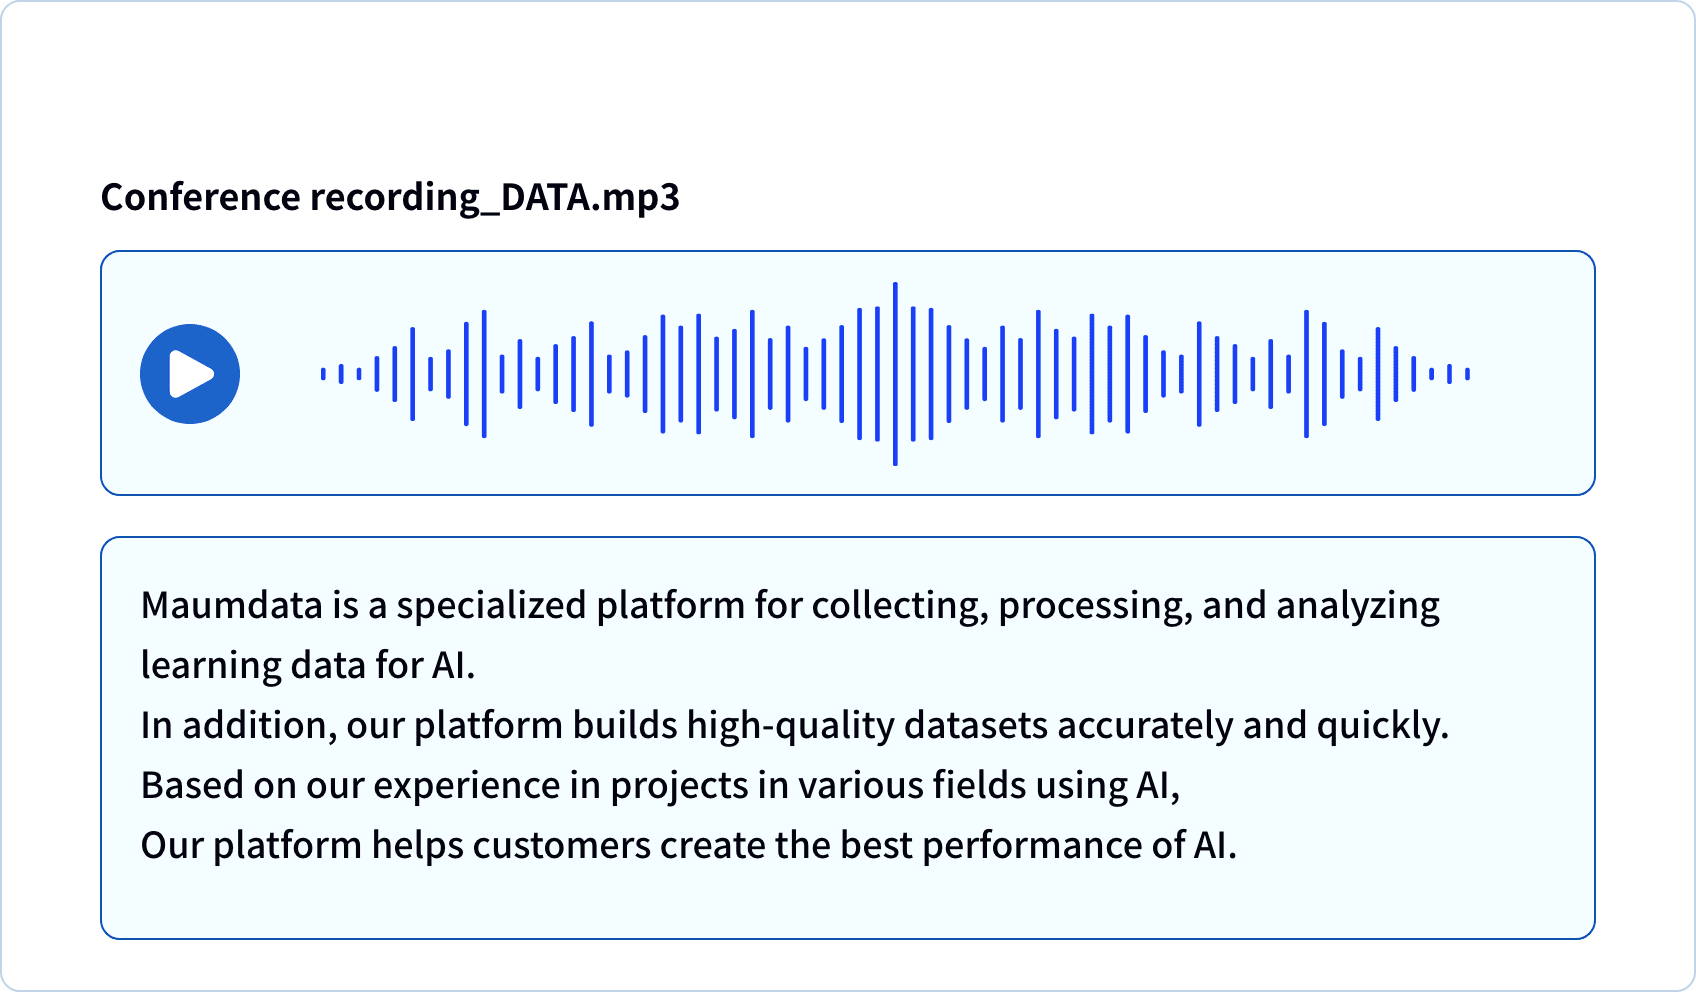 Conference recording_DATA.mp3
Maumdata is a specialized platform for collecting, processing, and analyzing
learning data for AI.
In addition, our platform builds high-quality datasets accurately and quickly.
Based on our experience in projects in various fields using AI,
Our platform helps customers create the best performance of AI.